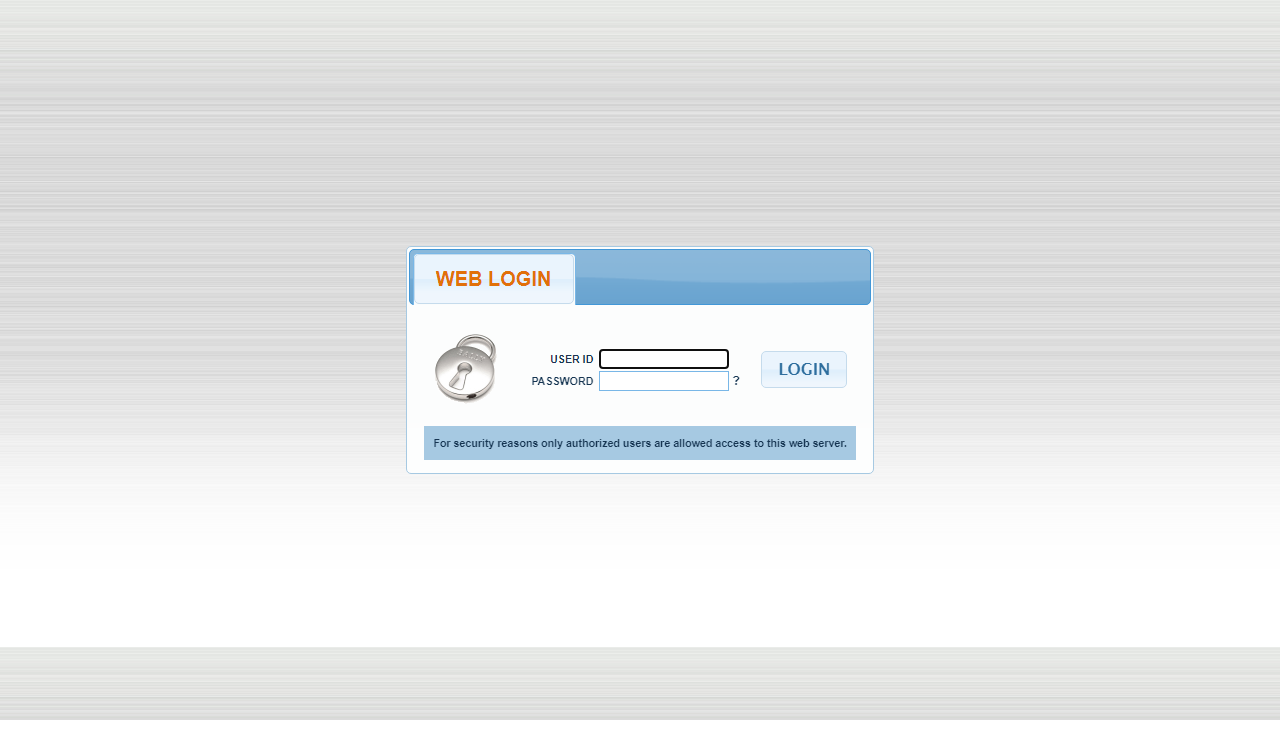 WEB LOGIN
USER ID
PASSWORD ?
LOGIN
For security reasons only authorized users are allowed access to this web server.